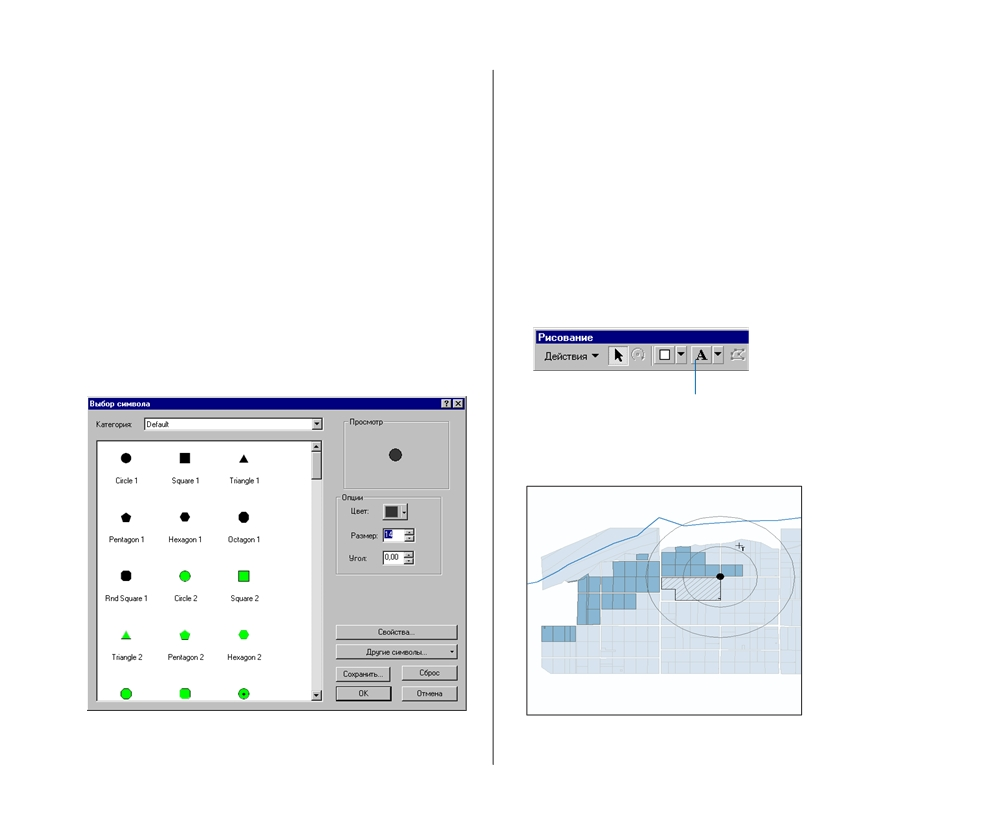 Выбор символа
Категория: Default
Circle 1 Square 1 Triangle 1
Pentagon 1 Hexagon 1 Octagon 1
Rnd Square 1 Circle 2 Square 2
Triangle 2 Pentagon 2 Hexagon 2
Просмотр
Опции
Цвет:
Размер: 14
Угол: 0,00
Свойства...
Другие символы...
Сохранить... Сброс
OK Отмена
Рисование
Действия A